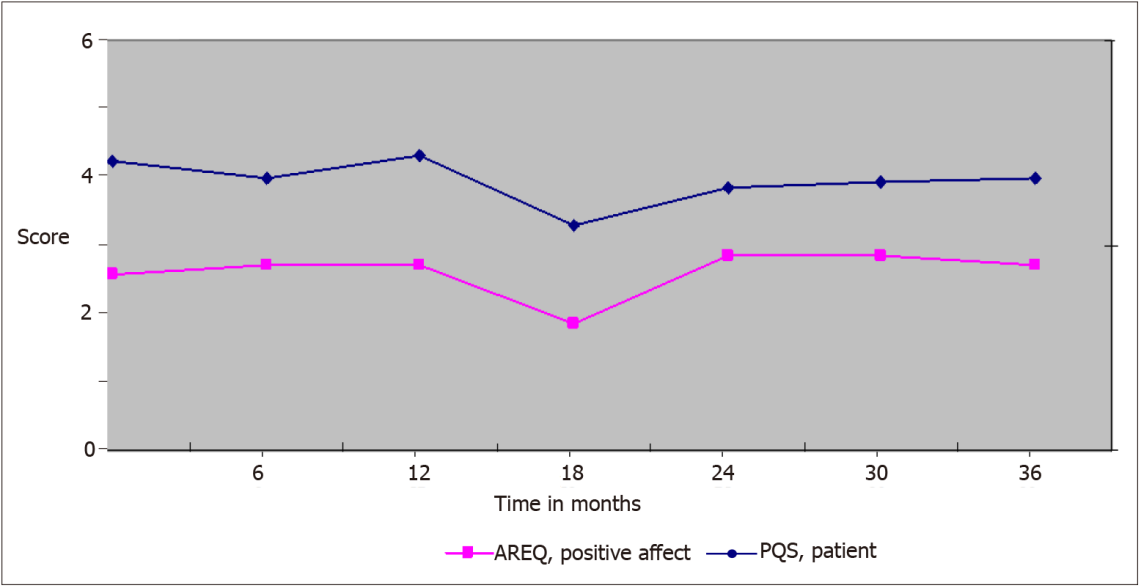 6
4
Score
2
0
6 12 18 24 30 36
Time in months
AREQ, positive affect PQS, patient